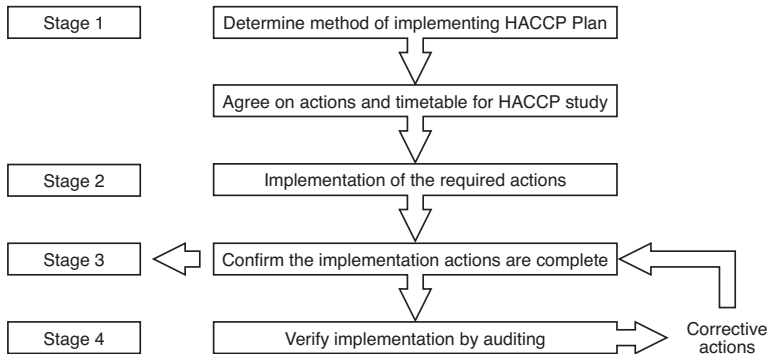 Stage 1
Determine method of implementing HACCP Plan
Agree on actions and timetable for HACCP study
Stage 2
Implementation of the required actions
Stage 3
Confirm the implementation actions are complete
Stage 4
Verify implementation by auditing
Corrective
actions